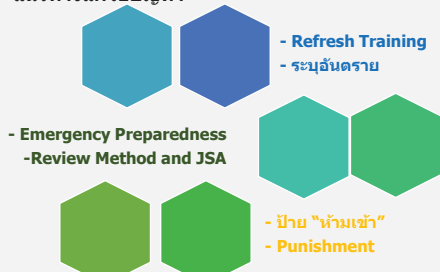 - Refresh Training
- ระบุอันตราย
- Emergency Preparedness
-Review Method and JSA
- ป้าย “ห้ามเข้า”
- Punishment